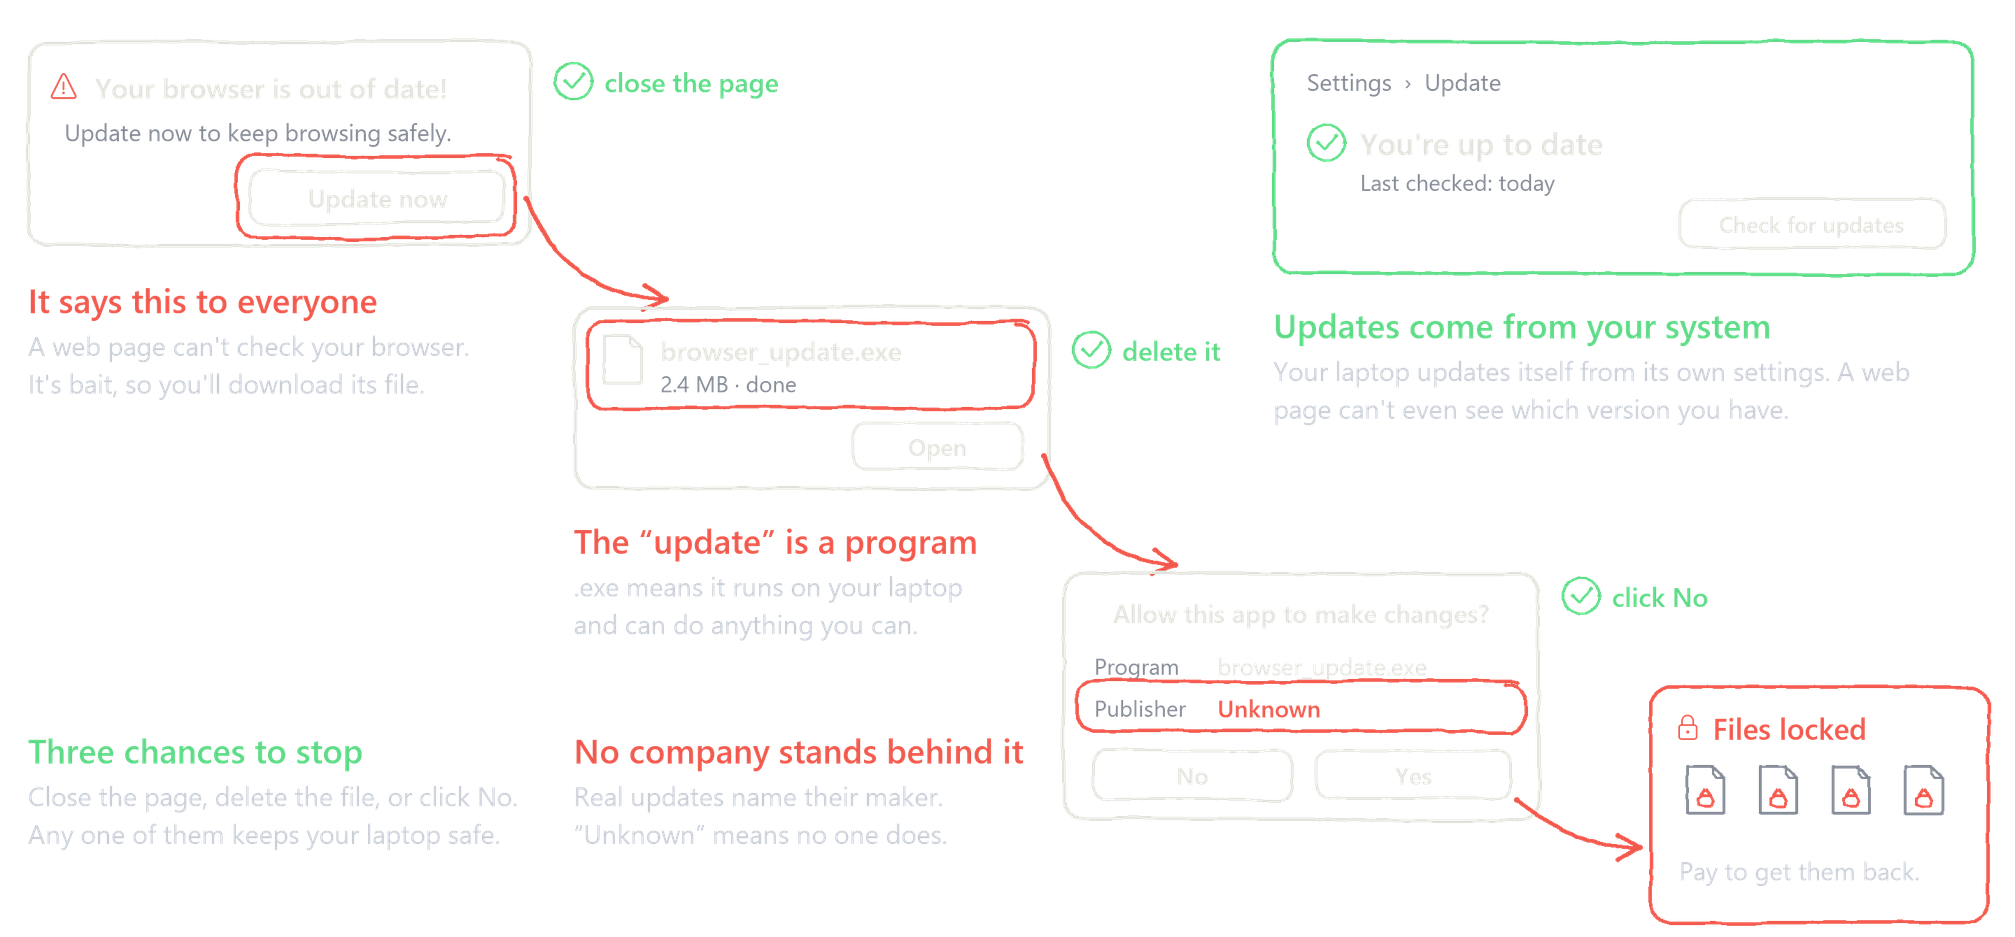 Your browser is out of date!
Update now to keep browsing safely.
Update now
close the page
It says this to everyone
A web page can't check your browser.
It's bait, so you'll download its file.
browser_update.exe
2.4 MB · done
Open
delete it
The “update” is a program
.exe means it runs on your laptop
and can do anything you can.
Settings › Update
You're up to date
Last checked: today
Check for updates
Updates come from your system
Your laptop updates itself from its own settings. A web
page can't even see which version you have.
Allow this app to make changes?
Program browser_update.exe
Publisher Unknown
No Yes
click No
Three chances to stop
Close the page, delete the file, or click No.
Any one of them keeps your laptop safe.
No company stands behind it
Real updates name their maker.
“Unknown” means no one does.
Files locked
Pay to get them back.